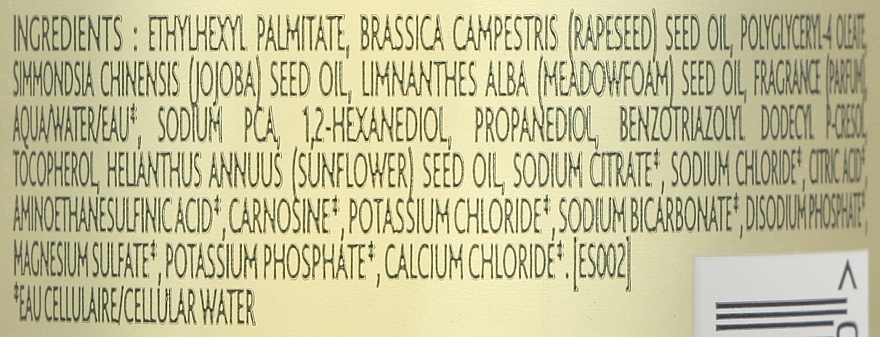 INGREDIENTS : ETHYLHEXYL PALMITATE, BRASSICA CAMPESTRIS (RAPESEED) SEED OIL, POLYGLYCERYL-4 OLEATE,
SIMMONDSIA CHINENSIS (JOJOBA) SEED OIL, LIMNANTHES ALBA (MEADOWFOAM) SEED OIL, FRAGRANCE (PARFUM),
AQUA/WATER/EAU‡, SODIUM PCA, 1,2-HEXANEDIOL, PROPANEDIOL, BENZOTRIAZOLYL DODECYL P-CRESOL,
TOCOPHEROL, HELIANTHUS ANNUUS (SUNFLOWER) SEED OIL, SODIUM CITRATE‡, SODIUM CHLORIDE‡, CITRIC ACID‡,
AMINOETHANESULFINIC ACID‡, CARNOSINE‡, POTASSIUM CHLORIDE‡, SODIUM BICARBONATE‡, DISODIUM PHOSPHATE‡,
MAGNESIUM SULFATE‡, POTASSIUM PHOSPHATE‡, CALCIUM CHLORIDE‡. [ES002]
‡EAU CELLULAIRE/CELLULAR WATER